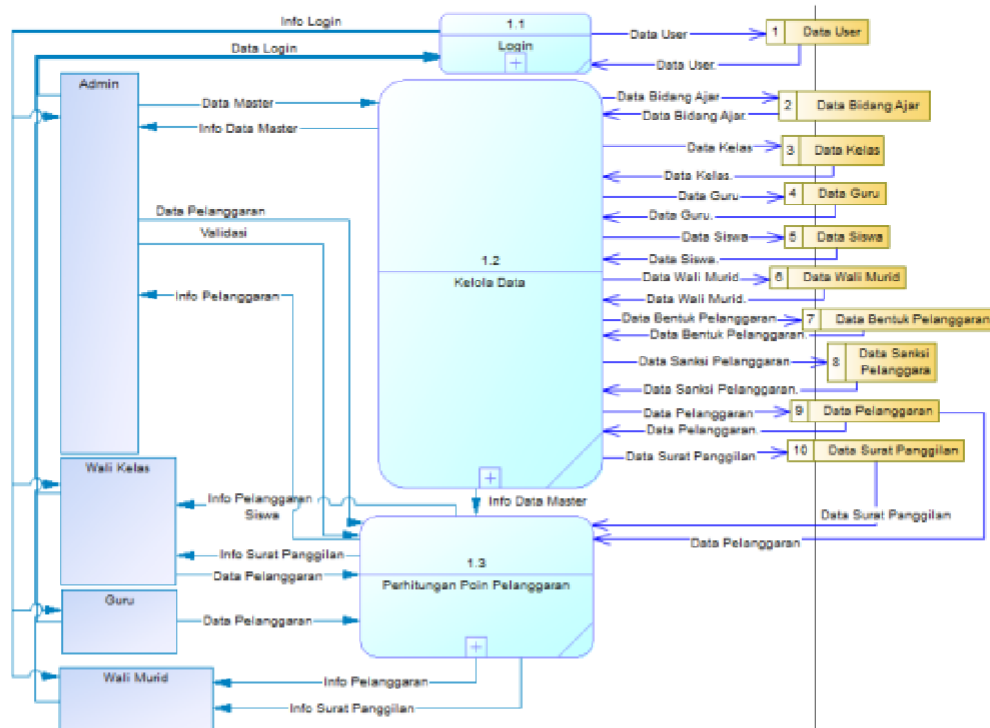 Info Login
Data Login
1.1
Login
Data User
1 Data User
Data User.
Admin
Data Master
Info Data Master
Data Pelanggaran
Validasi
Info Pelanggaran
1.2
Kelola Data
Data Bidang Ajar
2 Data Bidang Ajar
Data Bidang Ajar.
Data Kelas
3 Data Kelas
Data Kelas.
Data Guru
4 Data Guru
Data Guru.
Data Siswa
5 Data Siswa
Data Siswa.
Data Wali Murid
6 Data Wali Murid
Data Wali Murid.
Data Bentuk Pelanggaran
7 Data Bentuk Pelanggaran
Data Bentuk Pelanggaran.
Data Sanksi Pelanggaran
8 Data Sanksi
Pelanggara
Data Sanksi Pelanggaran.
Data Pelanggaran
9 Data Pelanggaran
Data Pelanggaran.
Data Surat Panggilan
10 Data Surat Panggilan
Wali Kelas
Info Pelanggaran
Siswa
Info Data Master
Data Surat Panggilan
Data Pelanggaran
Info Surat Panggilan
Data Pelanggaran
1.3
Perhitungan Poin Pelanggaran
Guru
Data Pelanggaran
Wali Murid
Info Pelanggaran
Info Surat Panggilan